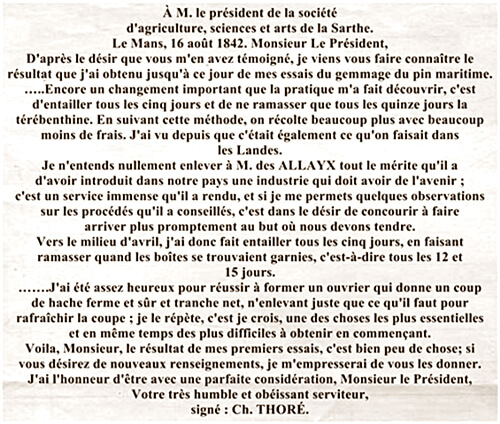 À M. le président de la société
d'agriculture, sciences et arts de la Sarthe.
Le Mans, 16 août 1842. Monsieur Le Président,
D'après le désir que vous m'en avez témoigné, je viens vous faire connaître le
résultat que j'ai obtenu jusqu'à ce jour de mes essais du gemmage du pin maritime.
…..Encore un changement important que la pratique m'a fait découvrir, c'est
d'entailler tous les cinq jours et de ne ramasser que tous les quinze jours la
térébenthine. En suivant cette méthode, on récolte beaucoup plus avec beaucoup
moins de frais. J'ai vu depuis que c'était également ce qu'on faisait dans
les Landes.
Je n'entends nullement enlever à M. des ALLAYX tout le mérite qu'il a
d'avoir introduit dans notre pays une industrie qui doit avoir de l'avenir ;
c'est un service immense qu'il a rendu, et si je me permets quelques observations
sur les procédés qu'il a conseillés, c'est dans le désir de concourir à faire
arriver plus promptement au but où nous devons tendre.
Vers le milieu d'avril, j'ai donc fait entailler tous les cinq jours, en faisant
ramasser quand les boîtes se trouvaient garnies, c'est-à-dire tous les 12 et
15 jours.
…….J'ai été assez heureux pour réussir à former un ouvrier qui donne un coup
de hache ferme et sûr et tranche net, n'enlevant juste que ce qu'il faut pour
rafraîchir la coupe ; je le répète, c'est je crois, une des choses les plus essentielles
et en même temps des plus difficiles à obtenir en commençant.
Voila, Monsieur, le résultat de mes premiers essais, c'est bien peu de chose; si
vous désirez de nouveaux renseignements, je m'empresserai de vous les donner.
J'ai l'honneur d'être avec une parfaite considération, Monsieur le Président,
Votre très humble et obéissant serviteur,
signé : Ch. THORÉ.